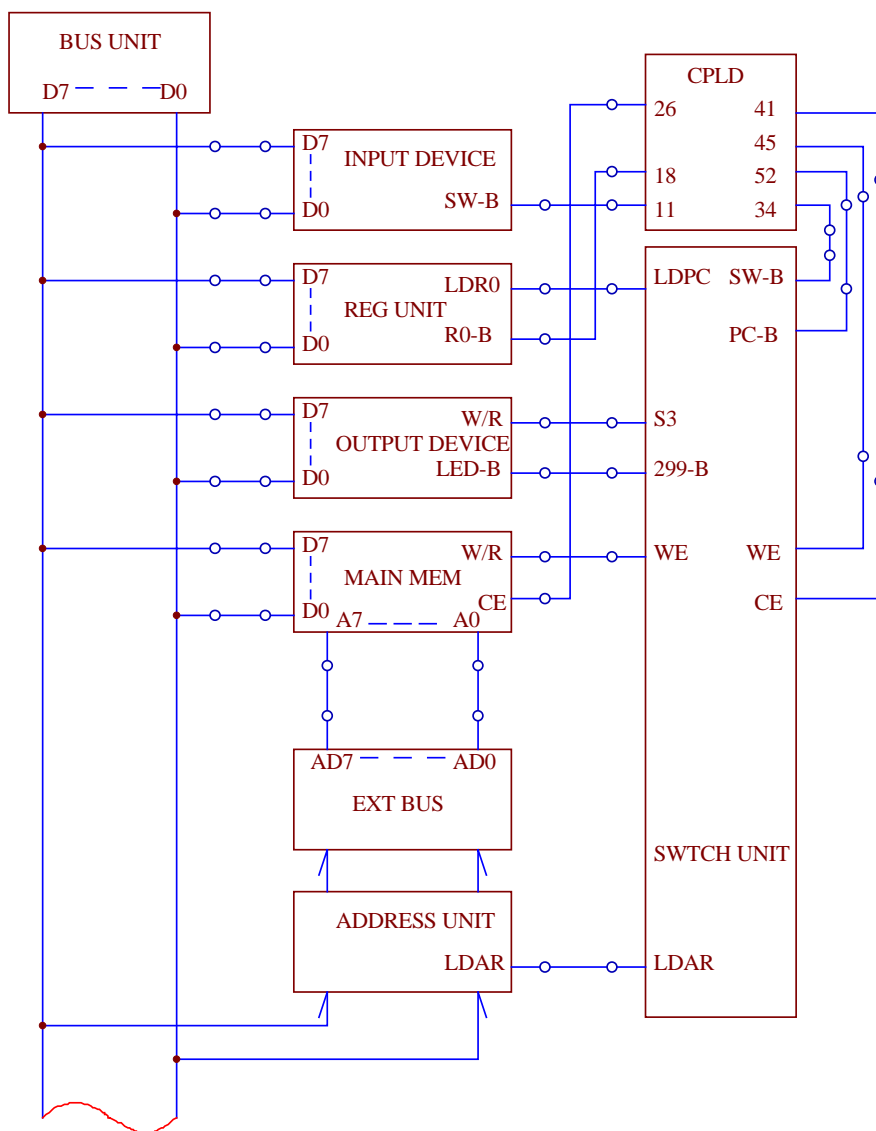 BUS UNIT
D7 D0
CPLD
26 41
45
18 52
11 34
D7 INPUT DEVICE
SW-B
D0
D7 LDR0
REG UNIT
R0-B
D0
LDPC SW-B
PC-B
D7 W/R
OUTPUT DEVICE
LED-B
D0
S3
299-B
D7 W/R
MAIN MEM
CE
D0
A7 A0
WE WE
CE
AD7 AD0
EXT BUS
SWTCH UNIT
ADDRESS UNIT
LDAR
LDAR